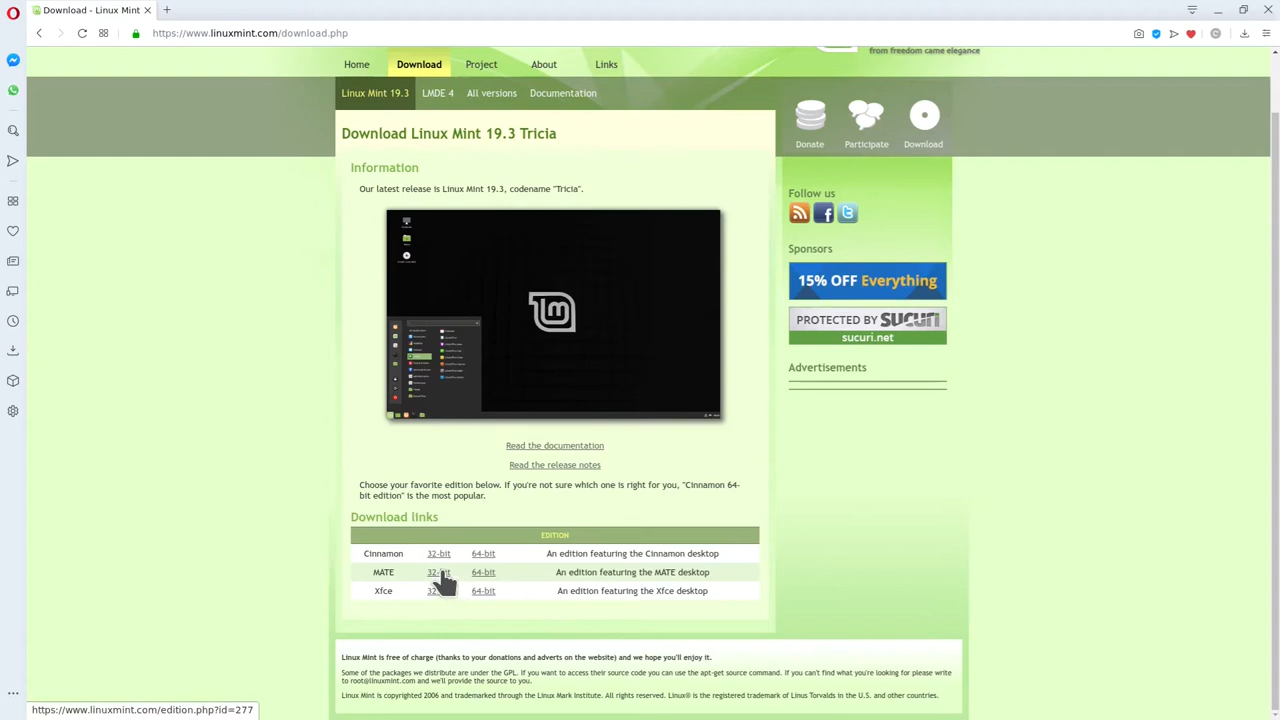 Download - Linux Mint
https://www.linuxmint.com/download.php
from freedom came elegance
Home Download Project About Links
Linux Mint 19.3 LMDE 4 All versions Documentation
Donate Participate Download
Download Linux Mint 19.3 Tricia
Information
Our latest release is Linux Mint 19.3, codename "Tricia".
Read the documentation
Read the release notes
Choose your favorite edition below. If you're not sure which one is right for you, "Cinnamon 64-
bit edition" is the most popular.
Download links
EDITION
Cinnamon 32-bit 64-bit An edition featuring the Cinnamon desktop
MATE 64-bit An edition featuring the MATE desktop
Xfce 64-bit An edition featuring the Xfce desktop
Follow us
Sponsors
15% OFF Everything
PROTECTED BY SUCURI
sucuri.net
Advertisements
Linux Mint is free of charge (thanks to your donations and adverts on the website) and we hope you'll enjoy it.
Some of the packages we distribute are under the GPL. If you want to access their source code you can use the apt-get source command. If you can't find what you're looking for please write
to root@linuxmint.com and we'll provide the source to you.
Linux Mint is copyrighted 2006 and trademarked through the Linux Mark Institute. All rights reserved. Linux® is the registered trademark of Linus Torvalds in the U.S. and other countries.
https://www.linuxmint.com/edition.php?id=277